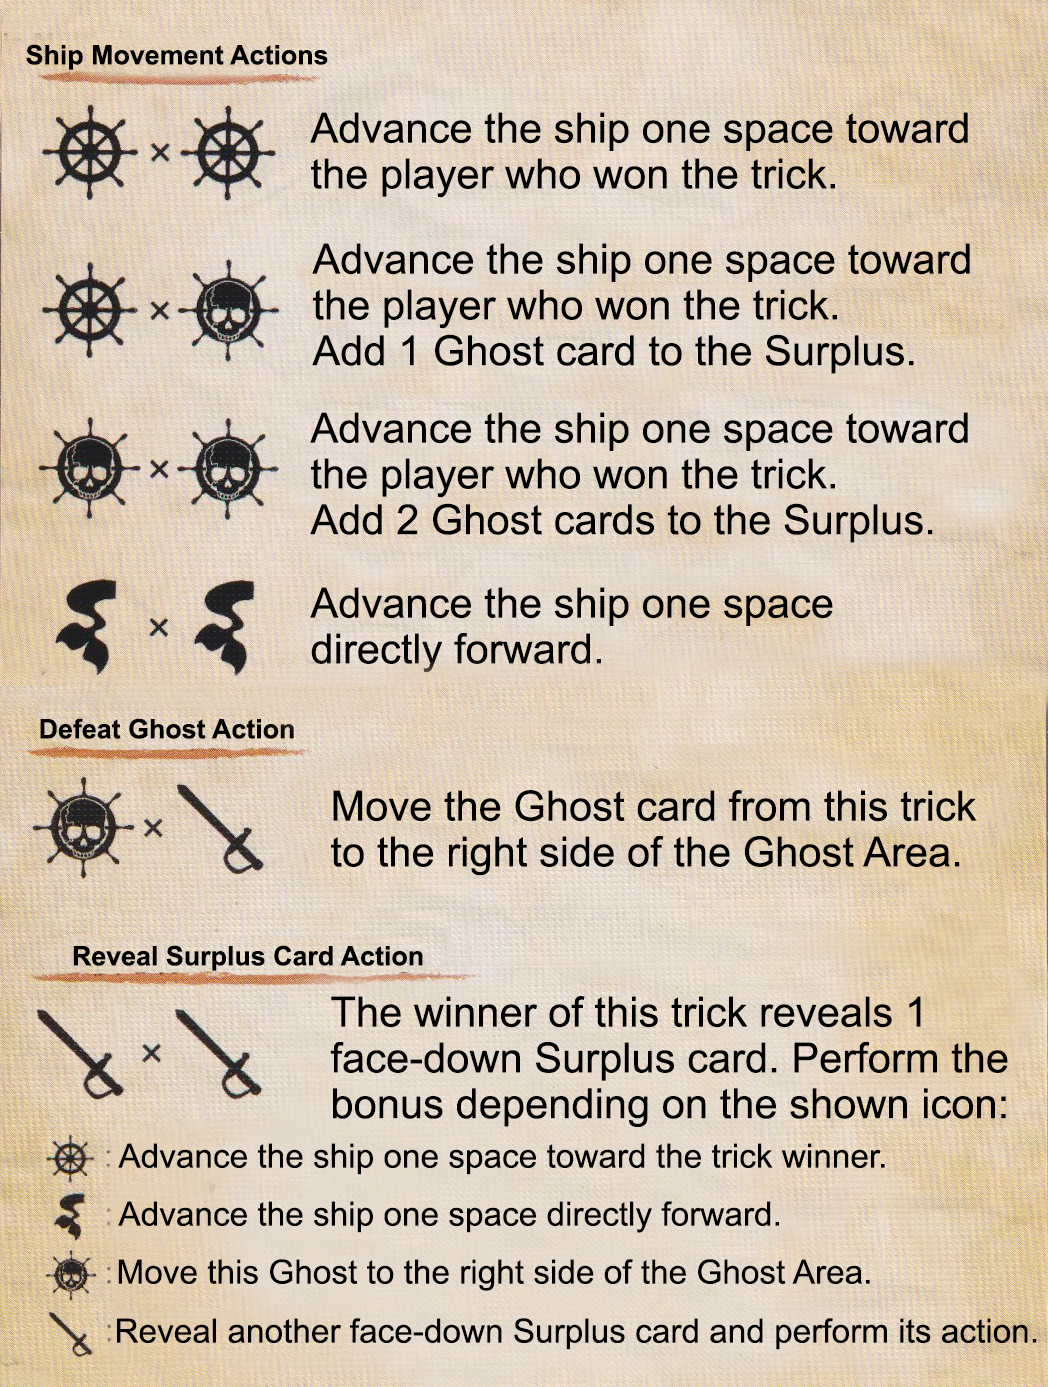 Ship Movement Actions
× Advance the ship one space toward
the player who won the trick.
× Advance the ship one space toward
the player who won the trick.
Add 1 Ghost card to the Surplus.
× Advance the ship one space toward
the player who won the trick.
Add 2 Ghost cards to the Surplus.
× Advance the ship one space
directly forward.
Defeat Ghost Action
× Move the Ghost card from this trick
to the right side of the Ghost Area.
Reveal Surplus Card Action
× The winner of this trick reveals 1
face-down Surplus card. Perform the
bonus depending on the shown icon:
: Advance the ship one space toward the trick winner.
: Advance the ship one space directly forward.
:Move this Ghost to the right side of the Ghost Area.
:Reveal another face-down Surplus card and perform its action.